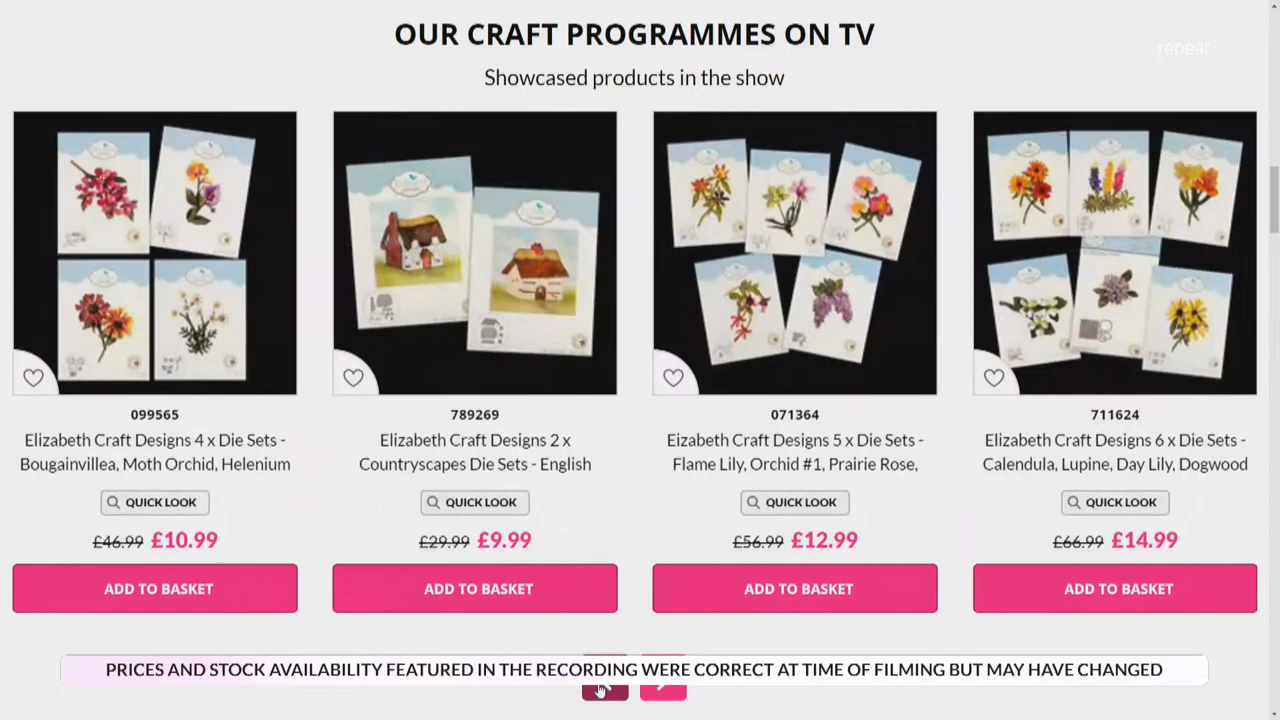 OUR CRAFT PROGRAMMES ON TV
repeat
Showcased products in the show
099565
Elizabeth Craft Designs 4 x Die Sets -
Bougainvillea, Moth Orchid, Helenium
QUICK LOOK
£46.99 £10.99
ADD TO BASKET
789269
Elizabeth Craft Designs 2 x
Countryscapes Die Sets - English
QUICK LOOK
£29.99 £9.99
ADD TO BASKET
071364
Eizabeth Craft Designs 5 x Die Sets -
Flame Lily, Orchid #1, Prairie Rose,
QUICK LOOK
£56.99 £12.99
ADD TO BASKET
711624
Elizabeth Craft Designs 6 x Die Sets -
Calendula, Lupine, Day Lily, Dogwood
QUICK LOOK
£66.99 £14.99
ADD TO BASKET
PRICES AND STOCK AVAILABILITY FEATURED IN THE RECORDING WERE CORRECT AT TIME OF FILMING BUT MAY HAVE CHANGED